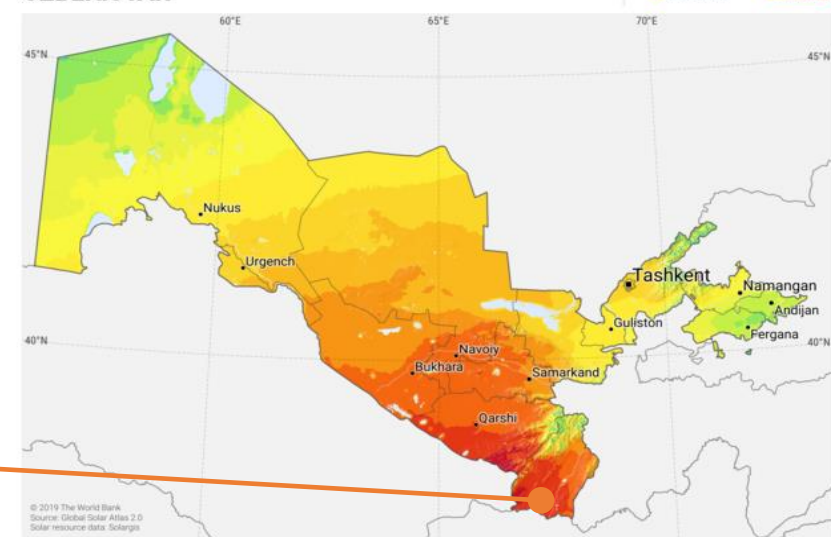 60°E 65°E 70°E
45°N 45°N
Nukus
Urgench
Tashkent
Namangan
Andijan
Guliston
Fergana
40°N 40°N
Navoiy
Bukhara
Samarkand
Qarshi
© 2019 The World Bank
Source: Global Solar Atlas 2.0
Solar resource data: Solargis